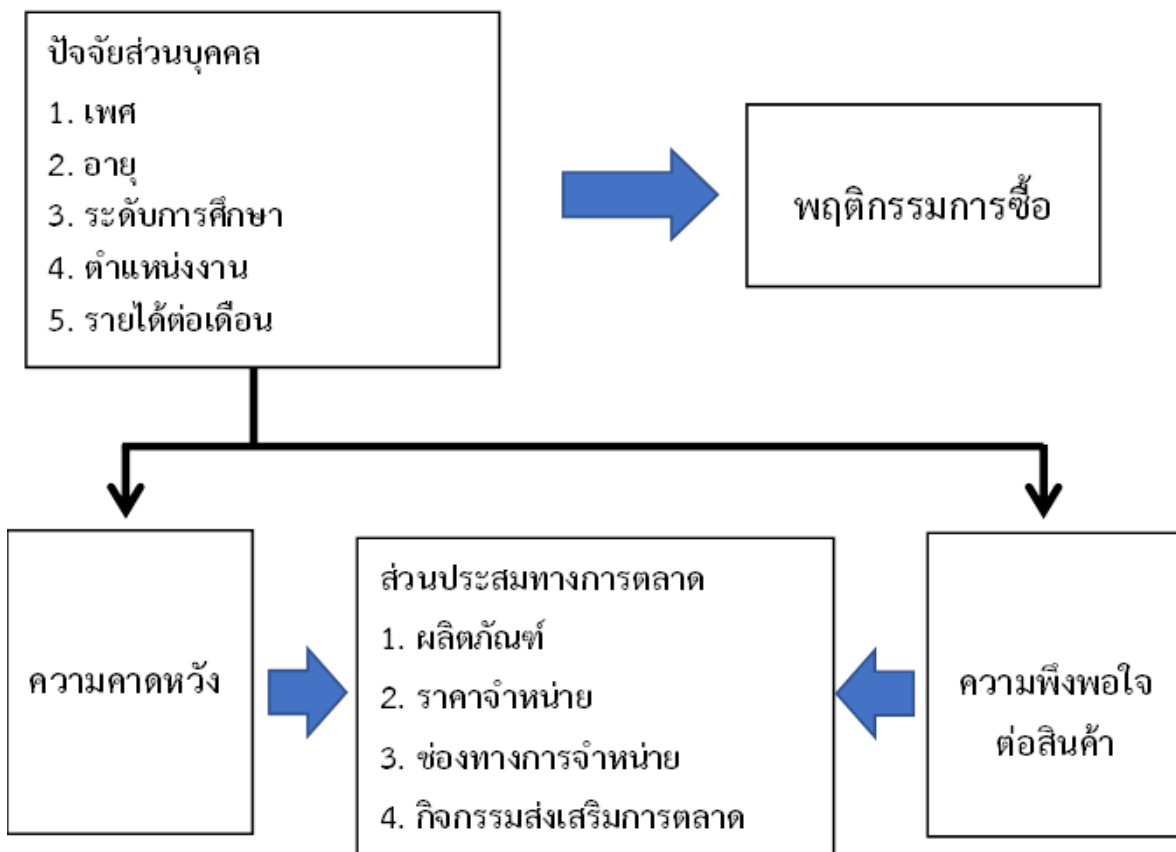 ปัจจัยส่วนบุคคล
1. เพศ
2. อายุ
3. ระดับการศึกษา
4. ตำแหน่งงาน
5. รายได้ต่อเดือน
พฤติกรรมการซื้อ
ความคาดหวัง
ส่วนประสมทางการตลาด
1. ผลิตภัณฑ์
2. ราคาจำหน่าย
3. ช่องทางการจำหน่าย
4. กิจกรรมส่งเสริมการตลาด
ความพึงพอใจ
ต่อสินค้า